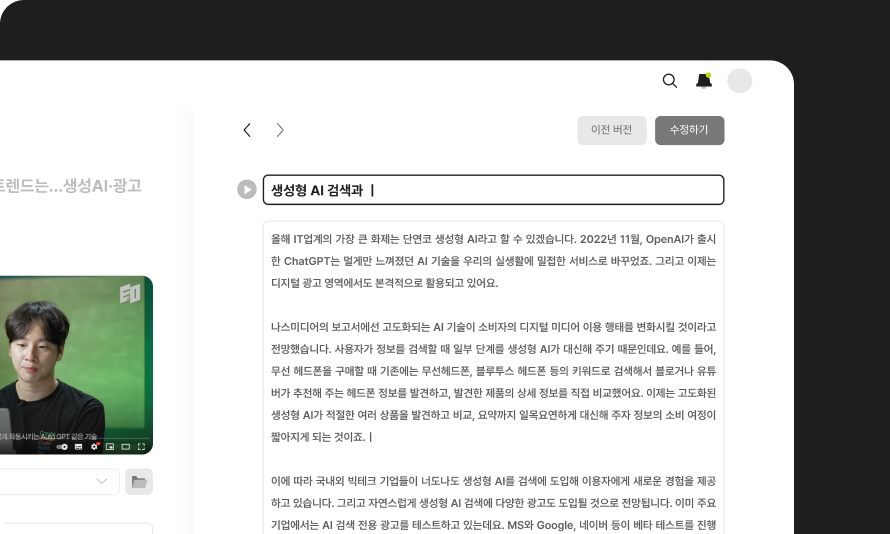 이전 버전
수정하기
트렌드는...생성AI·광고
생성형 AI 검색과
올해 IT업계의 가장 큰 화제는 단연코 생성형 AI라고 할 수 있겠습니다. 2022년 11월, OpenAI가 출시
한 ChatGPT는 멀게만 느껴졌던 AI 기술을 우리의 실생활에 밀접한 서비스로 바꾸었죠. 그리고 이제는
디지털 광고 영역에서도 본격적으로 활용되고 있어요.
나스미디어의 보고서에선 고도화되는 AI 기술이 소비자의 디지털 미디어 이용 행태를 변화시킬 것이라고
전망했습니다. 사용자가 정보를 검색할 때 일부 단계를 생성형 AI가 대신해 주기 때문인데요. 예를 들어,
무선 헤드폰을 구매할 때 기존에는 무선헤드폰, 블루투스 헤드폰 등의 키워드로 검색해서 블로거나 유튜
버가 추천해 주는 헤드폰 정보를 발견하고, 발견한 제품의 상세 정보를 직접 비교했어요. 이제는 고도화된
생성형 AI가 적절한 여러 상품을 발견하고 비교, 요약까지 일목요연하게 대신해 주자 정보의 소비 여정이
짧아지게 되는 것이죠.
이에 따라 국내외 빅테크 기업들이 너도나도 생성형 AI를 검색에 도입해 이용자에게 새로운 경험을 제공
하고 있습니다. 그리고 자연스럽게 생성형 AI 검색에 다양한 광고도 도입될 것으로 전망됩니다. 이미 주요
기업에서는 AI 검색 전용 광고를 테스트하고 있는데요. MS와 Google, 네이버 등이 베타 테스트를 진행
EO
작동시키는 Auto GPT 같은 기술